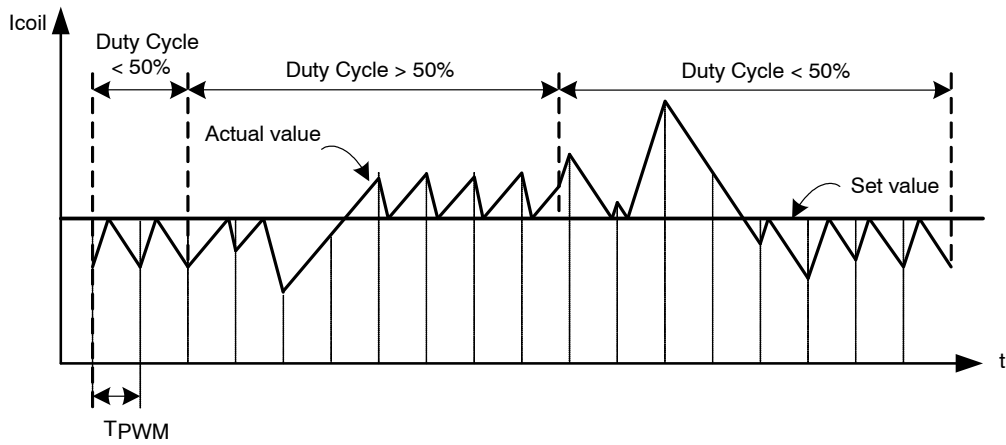 Icoil
Duty Cycle
< 50%
Duty Cycle > 50%
Duty Cycle < 50%
Actual value
Set value
t
TPWM